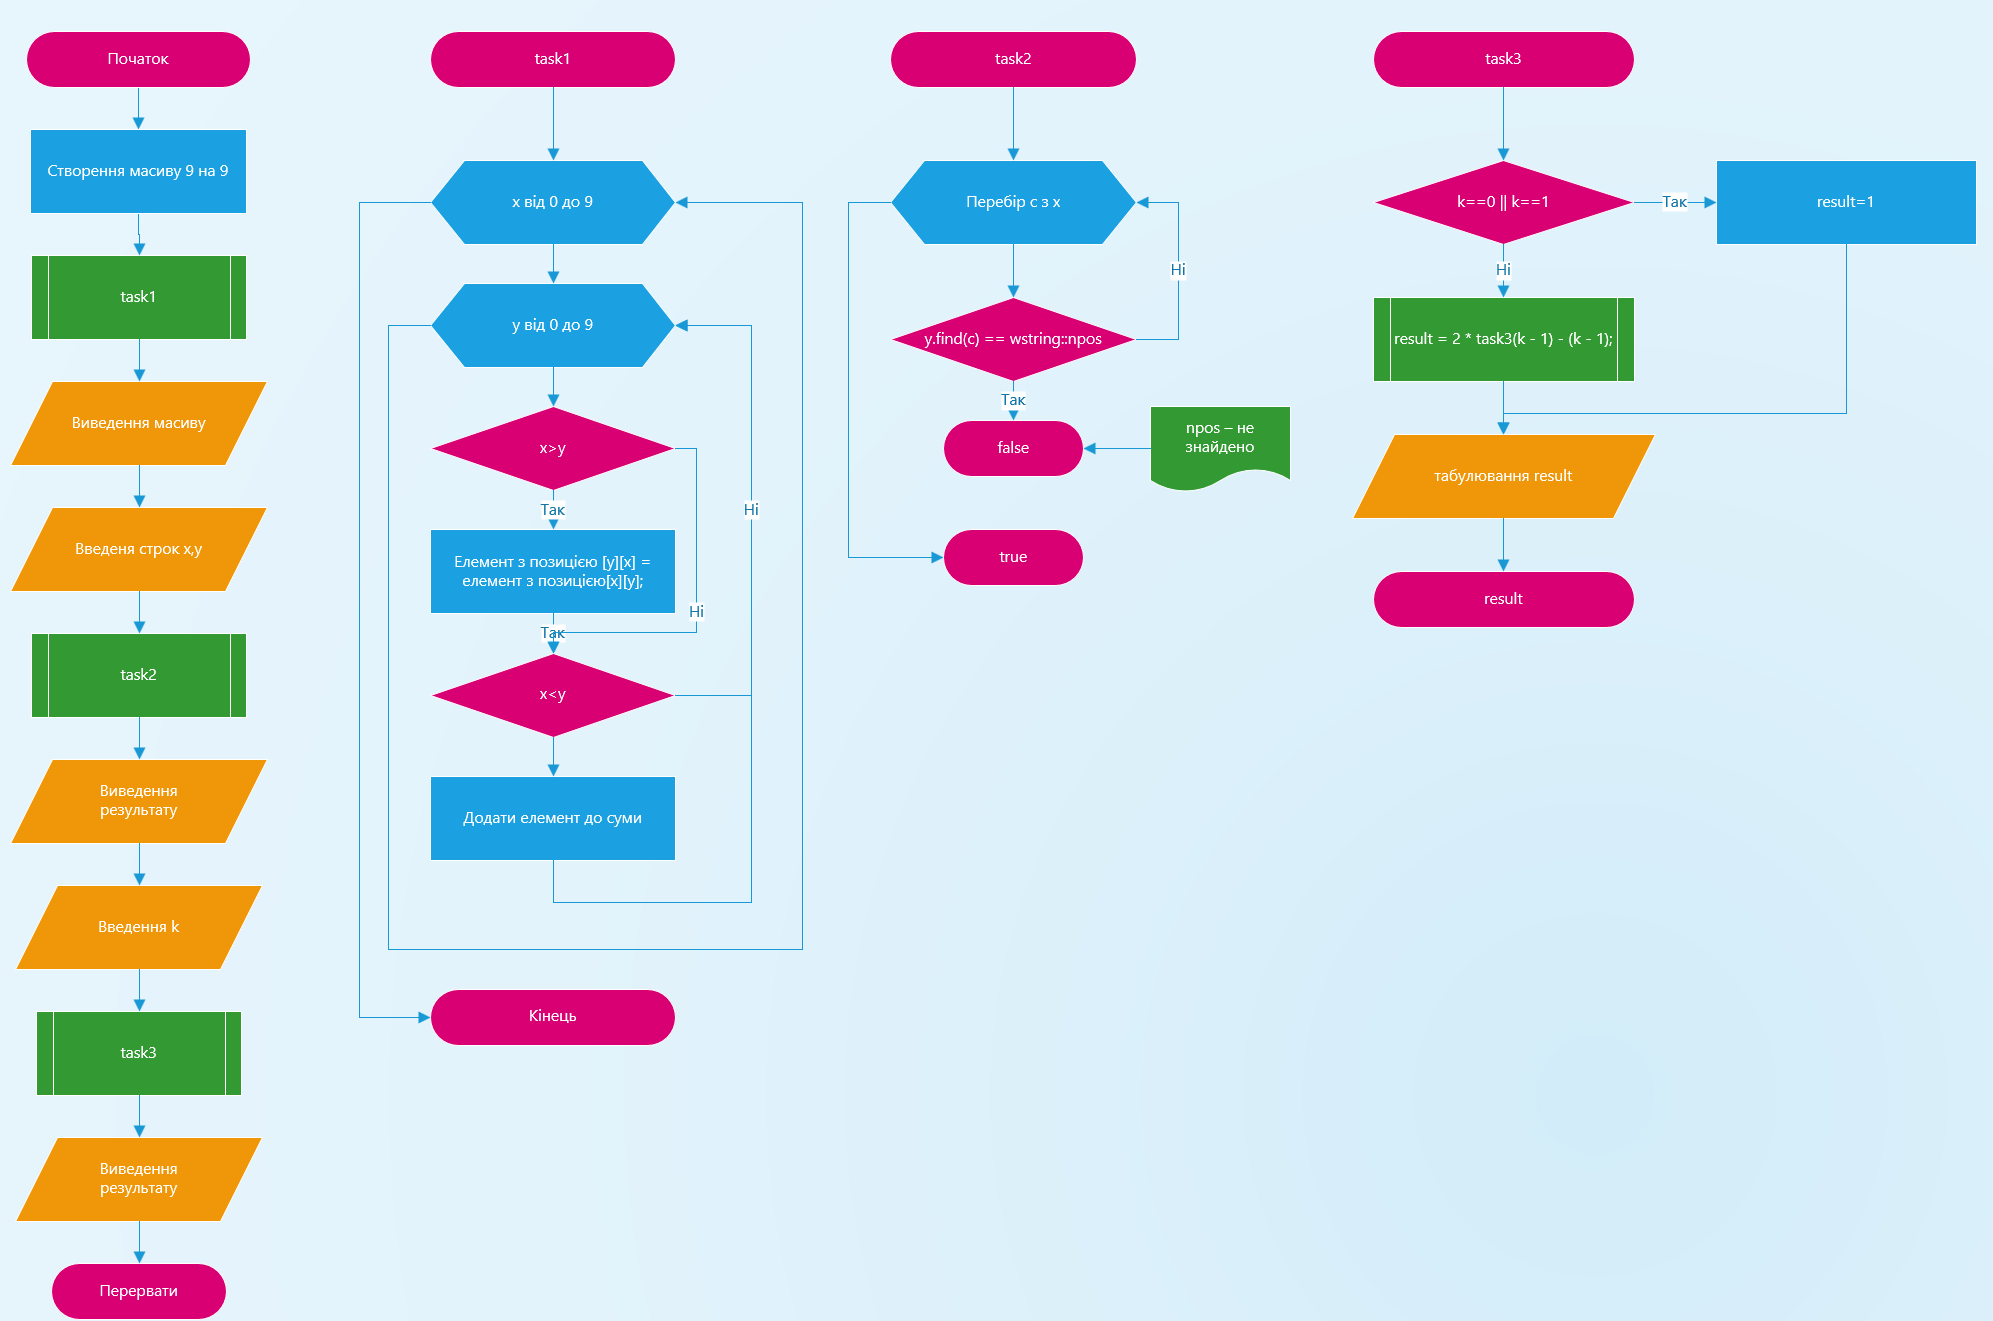 Початок
Створення масиву 9 на 9
task1
Виведення масиву
Введеня строк x,y
task2
Виведення
результату
Введення k
task3
Виведення
результату
Перервати
task1
x від 0 до 9
y від 0 до 9
x>y
Так
Ні
Елемент з позицією [y][x] =
елемент з позицією[x][y];
Ні
Так
x<y
Додати елемент до суми
Кінець
task2
Перебір c з x
Ні
y.find(c) == wstring::npos
Так
false
npos – не
знайдено
true
task3
k==0 || k==1
Так
result=1
Ні
result = 2 * task3(k - 1) - (k - 1);
табулювання result
result